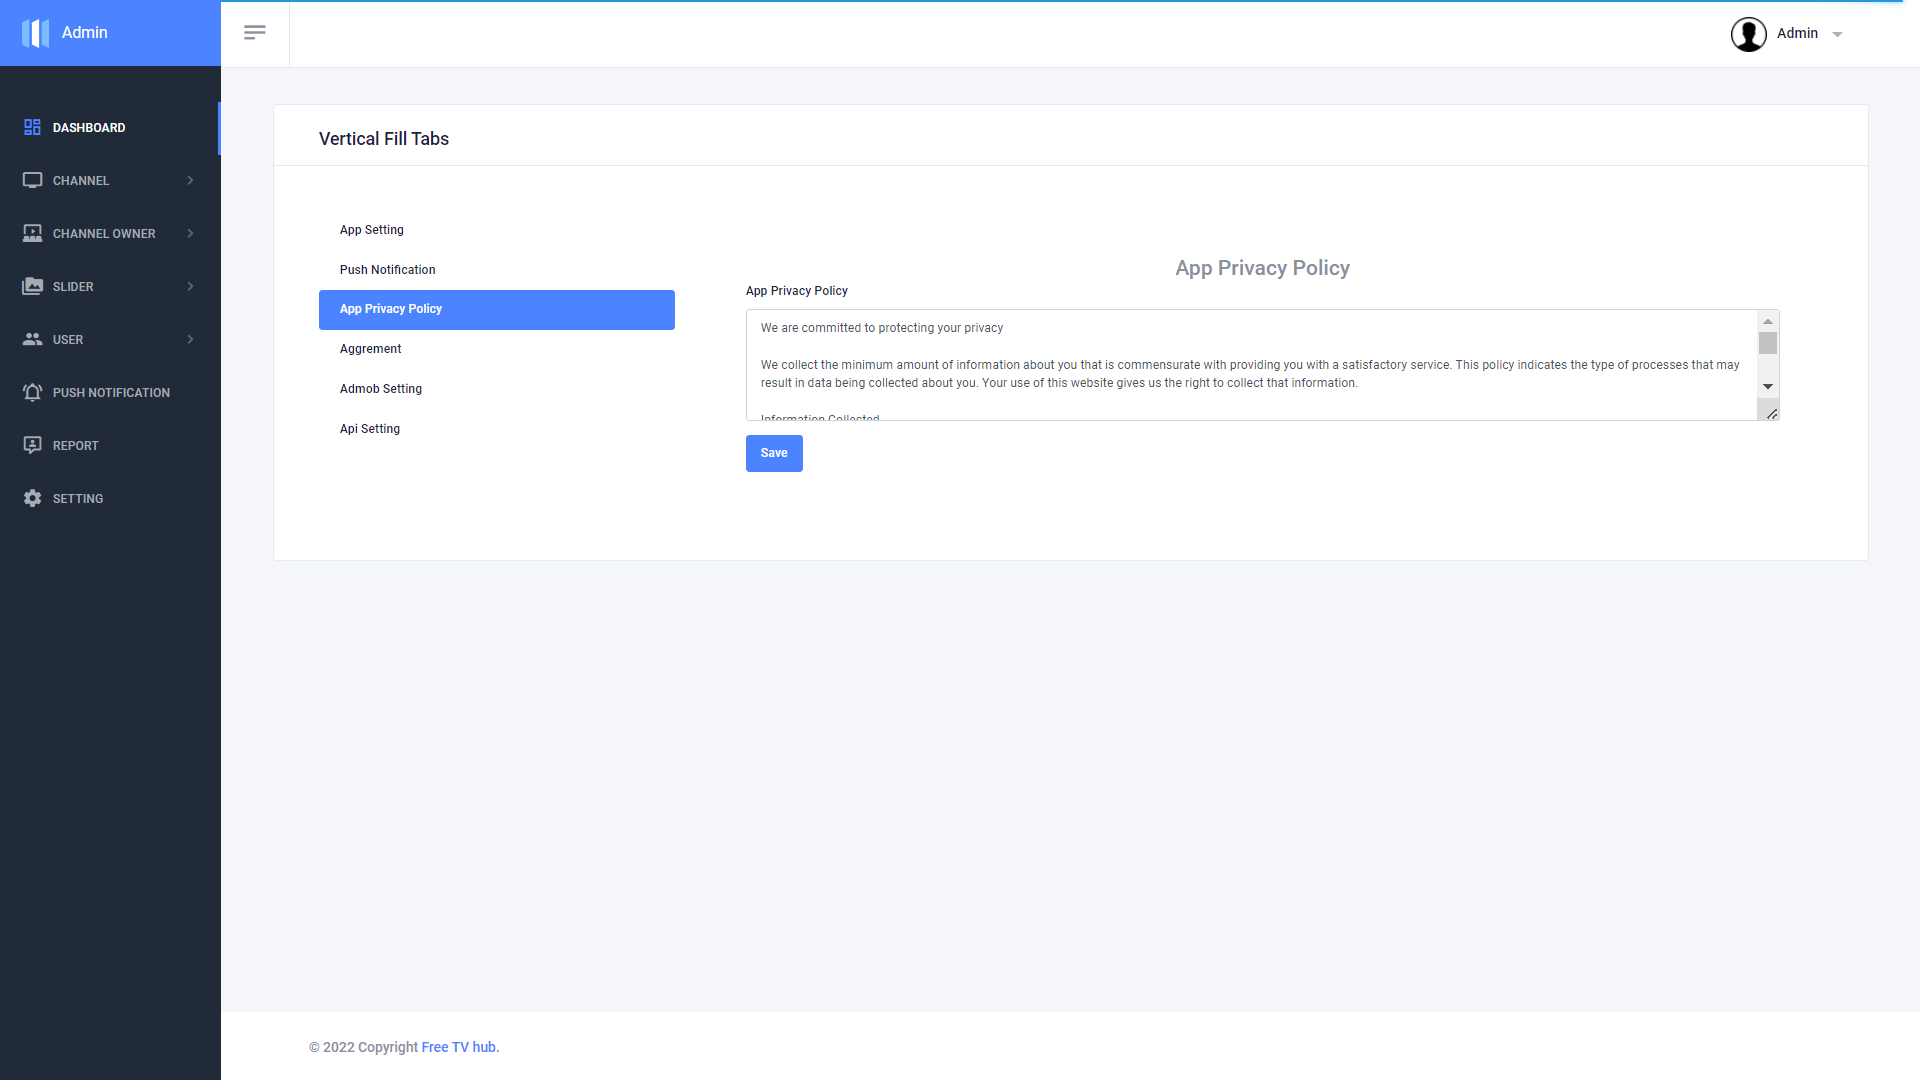 Admin
Admin
DASHBOARD
CHANNEL
CHANNEL OWNER
SLIDER
USER
PUSH NOTIFICATION
REPORT
SETTING
Vertical Fill Tabs
App Setting
Push Notification
App Privacy Policy
Aggrement
Admob Setting
Api Setting
App Privacy Policy
App Privacy Policy
We are committed to protecting your privacy
We collect the minimum amount of information about you that is commensurate with providing you with a satisfactory service. This policy indicates the type of processes that may
result in data being collected about you. Your use of this website gives us the right to collect that information.
Information Collected
Save
© 2022 Copyright Free TV hub.